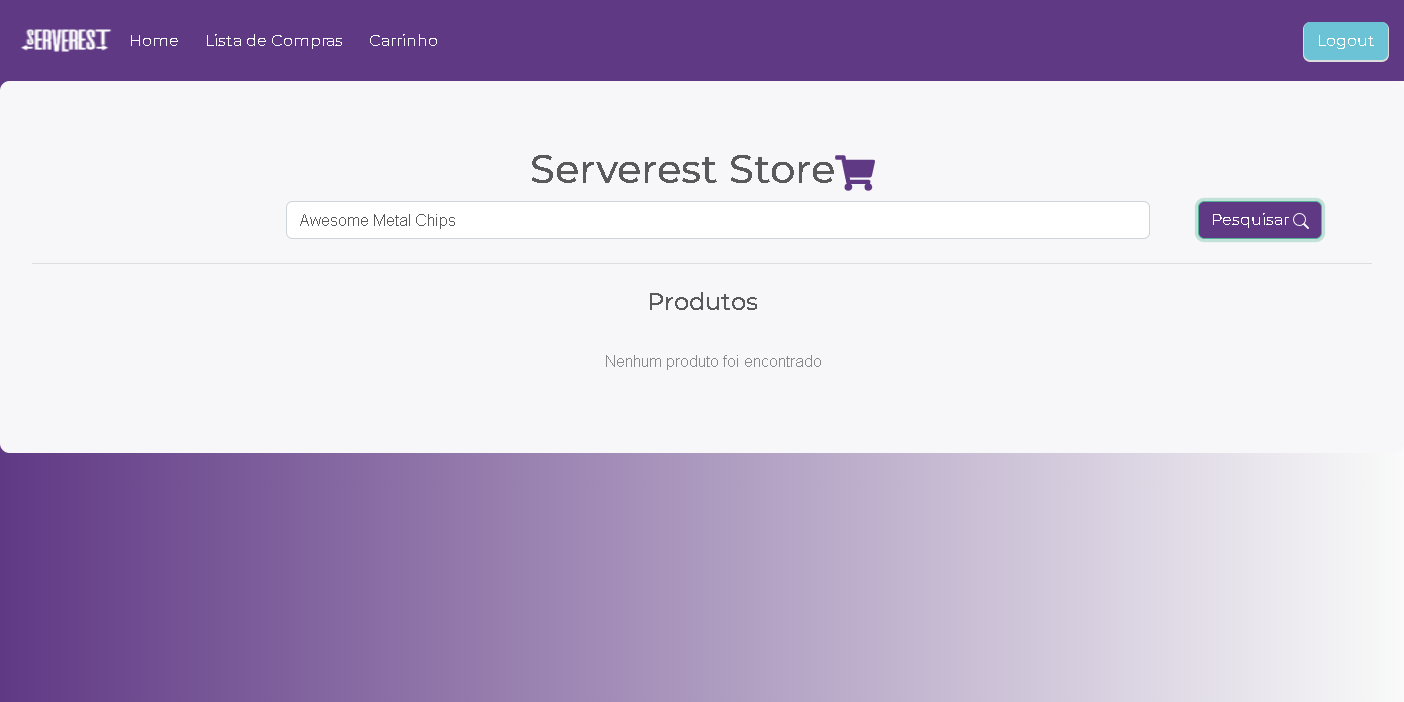 SERVEREST Home Lista de Compras Carrinho Logout
Serverest Store
Awesome Metal Chips Pesquisar
Produtos
Nenhum produto foi encontrado